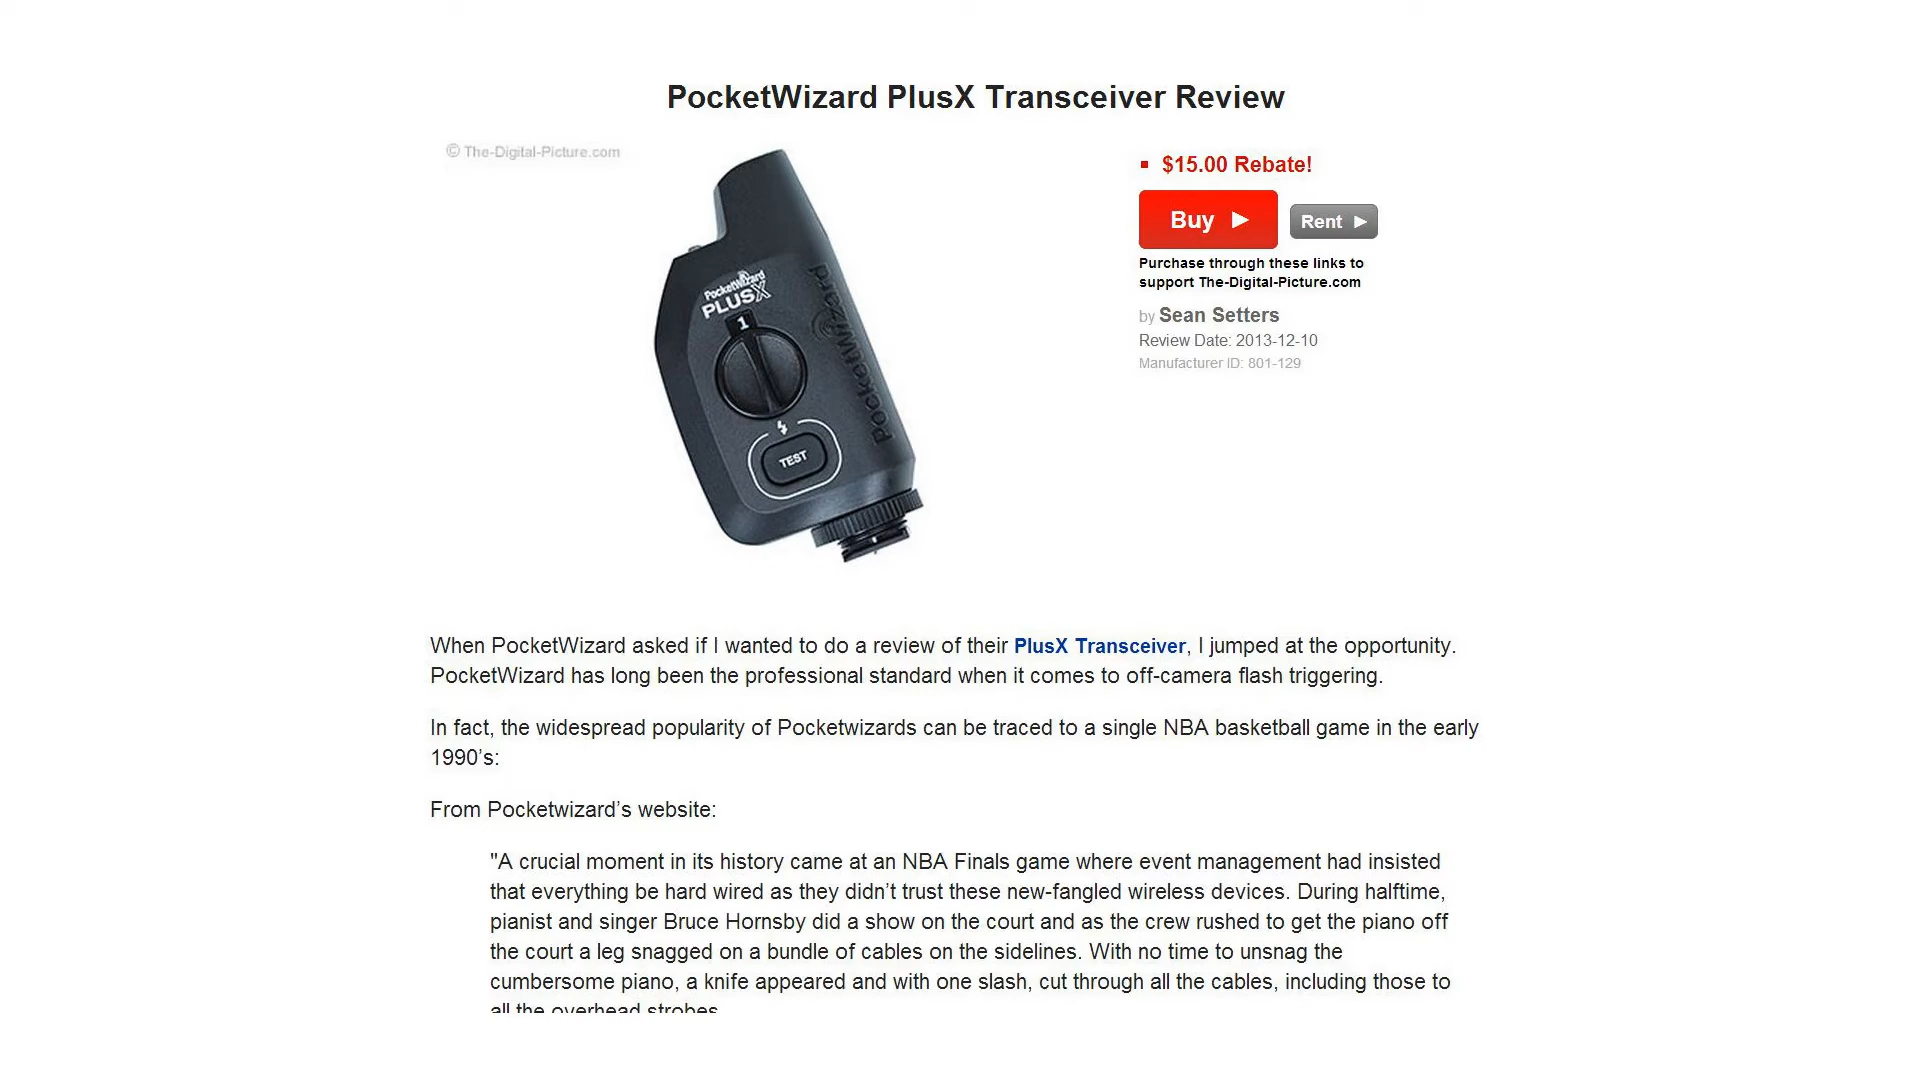 PocketWizard PlusX Transceiver Review
© The-Digital-Picture.com
PocketWizard
PLUSX
1
PocketWizard
TEST
$15.00 Rebate!
Buy
Rent
Purchase through these links to
support The-Digital-Picture.com
by Sean Setters
Review Date: 2013-12-10
Manufacturer ID: 801-129
When PocketWizard asked if I wanted to do a review of their PlusX Transceiver, I jumped at the opportunity.
PocketWizard has long been the professional standard when it comes to off-camera flash triggering.
In fact, the widespread popularity of Pocketwizards can be traced to a single NBA basketball game in the early
1990’s:
From Pocketwizard’s website:
"A crucial moment in its history came at an NBA Finals game where event management had insisted
that everything be hard wired as they didn’t trust these new-fangled wireless devices. During halftime,
pianist and singer Bruce Hornsby did a show on the court and as the crew rushed to get the piano off
the court a leg snagged on a bundle of cables on the sidelines. With no time to unsnag the
cumbersome piano, a knife appeared and with one slash, cut through all the cables, including those to
all the overhead strobes.